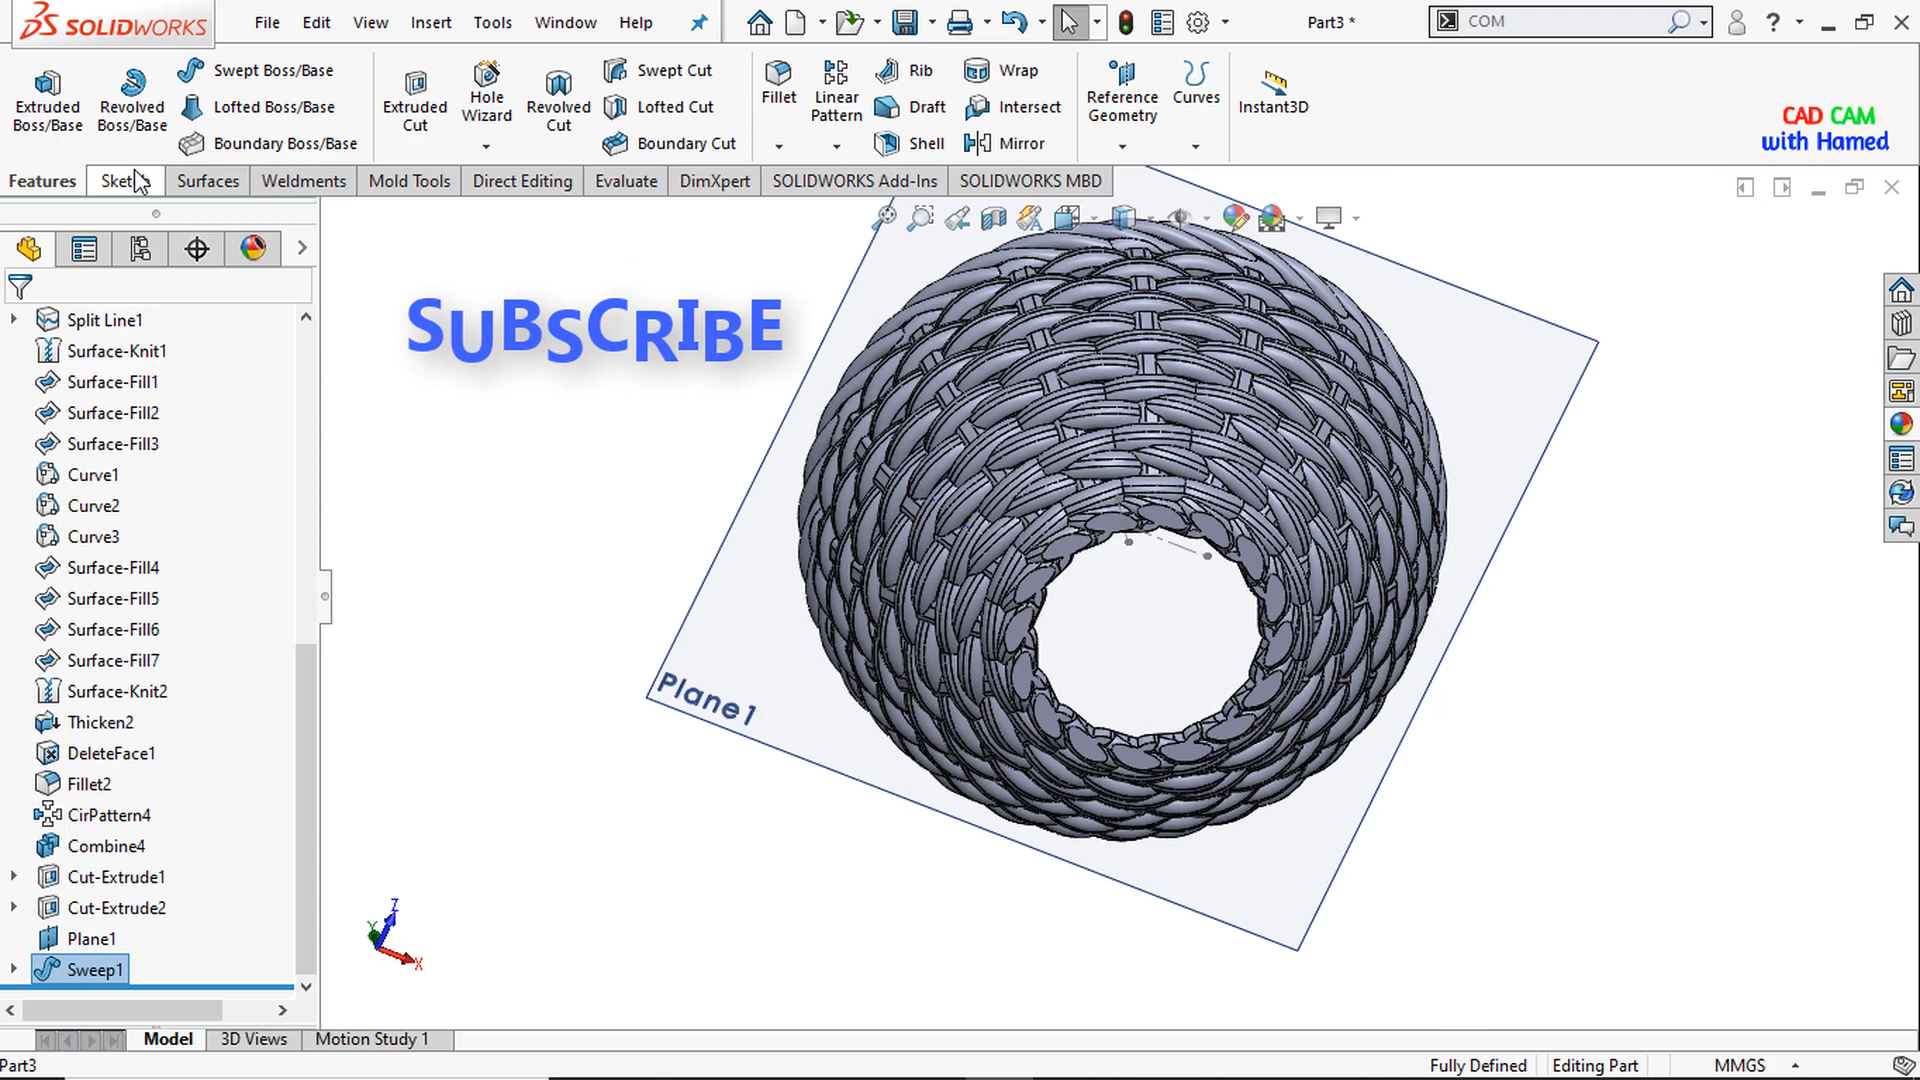 SOLIDWORKS
File Edit View Insert Tools Window Help
Part3 *
COM
Extruded Boss/Base
Revolved Boss/Base
Swept Boss/Base
Lofted Boss/Base
Boundary Boss/Base
Extruded Cut
Hole Wizard
Revolved Cut
Swept Cut
Lofted Cut
Boundary Cut
Fillet
Linear Pattern
Rib
Draft
Shell
Wrap
Intersect
Mirror
Reference Geometry
Curves
Instant3D
CAD CAM
with Hamed
Features Sketch Surfaces Weldments Mold Tools Direct Editing Evaluate DimXpert SOLIDWORKS Add-Ins SOLIDWORKS MBD
SUBSCRIBE
Split Line1
Surface-Knit1
Surface-Fill1
Surface-Fill2
Surface-Fill3
Curve1
Curve2
Curve3
Surface-Fill4
Surface-Fill5
Surface-Fill6
Surface-Fill7
Surface-Knit2
Thicken2
DeleteFace1
Fillet2
CirPattern4
Combine4
Cut-Extrude1
Cut-Extrude2
Plane1
Sweep1
Plane1
Z
Y
X
Model 3D Views Motion Study 1
Part3
Fully Defined Editing Part MMGS